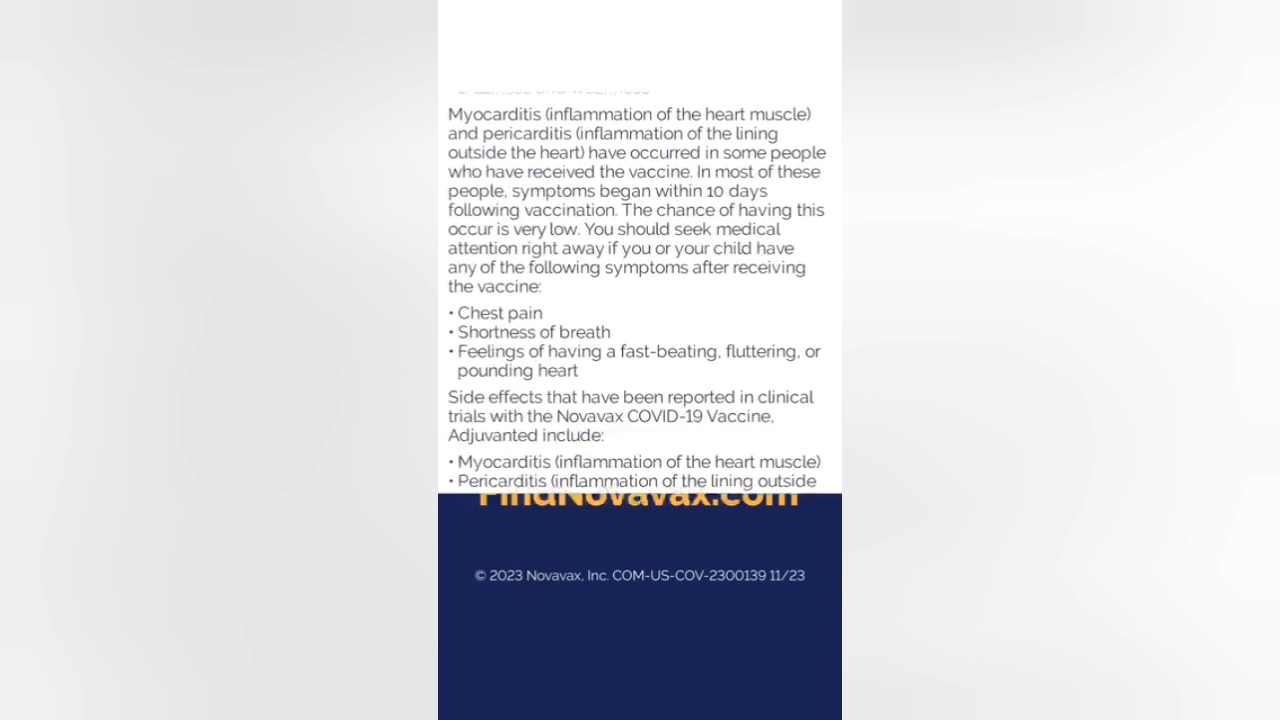 Myocarditis (inflammation of the heart muscle)
and pericarditis (inflammation of the lining
outside the heart) have occurred in some people
who have received the vaccine. In most of these
people, symptoms began within 10 days
following vaccination. The chance of having this
occur is very low. You should seek medical
attention right away if you or your child have
any of the following symptoms after receiving
the vaccine:
• Chest pain
• Shortness of breath
• Feelings of having a fast-beating, fluttering, or
pounding heart
Side effects that have been reported in clinical
trials with the Novavax COVID-19 Vaccine,
Adjuvanted include:
• Myocarditis (inflammation of the heart muscle)
• Pericarditis (inflammation of the lining outside
FindNovavax.com
© 2023 Novavax, Inc. COM-US-COV-2300139 11/23